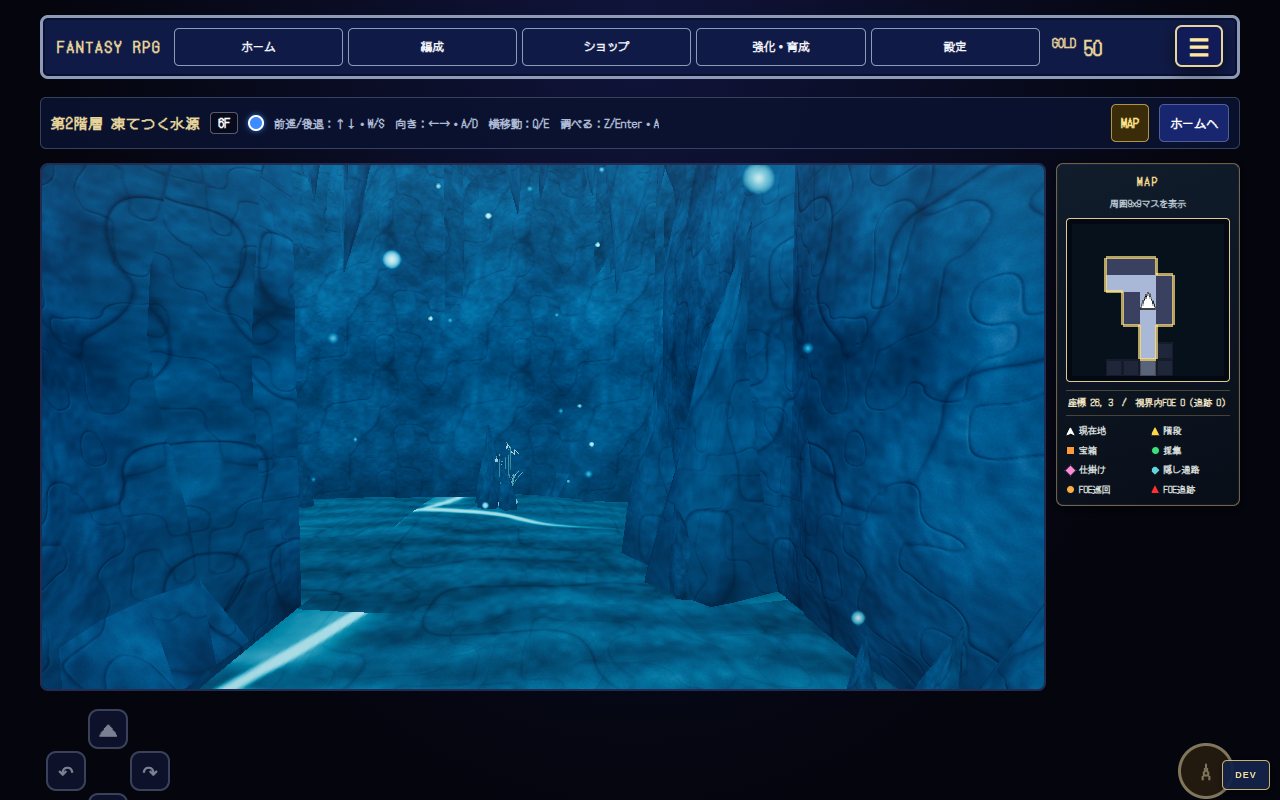 FANTASY RPG ホーム 編成 ショップ 強化・育成 設定 GOLD 50
第2階層 凍てつく水源 6F 前進/後退：↑↓・W/S 向き：←→・A/D 横移動：Q/E 調べる：Z/Enter・A MAP ホームへ
MAP
周囲9x9マスを表示
座標 26, 3 / 視界内FOE 0 (追跡 0)
現在地 階段
宝箱 採集
仕掛け 隠し通路
FOE巡回 FOE追跡
A DEV